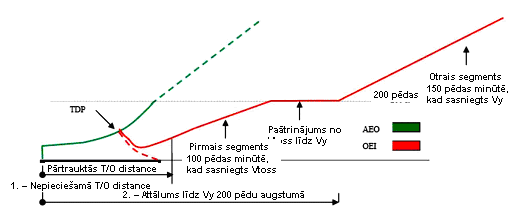 TDP
Pirmais segments
100 pēdas minūtē,
kad sasniegts Vtoss
Paātrinājums no
oss līdz Vy
200 pēdas
Otrais segments
150 pēdas minūtē,
kad sasniegts Vy
AEO
OEI
Pārtrauktās T/O distance
1. – Nepieciešamā T/O distance
2. – Attālums līdz Vy 200 pēdu augstumā